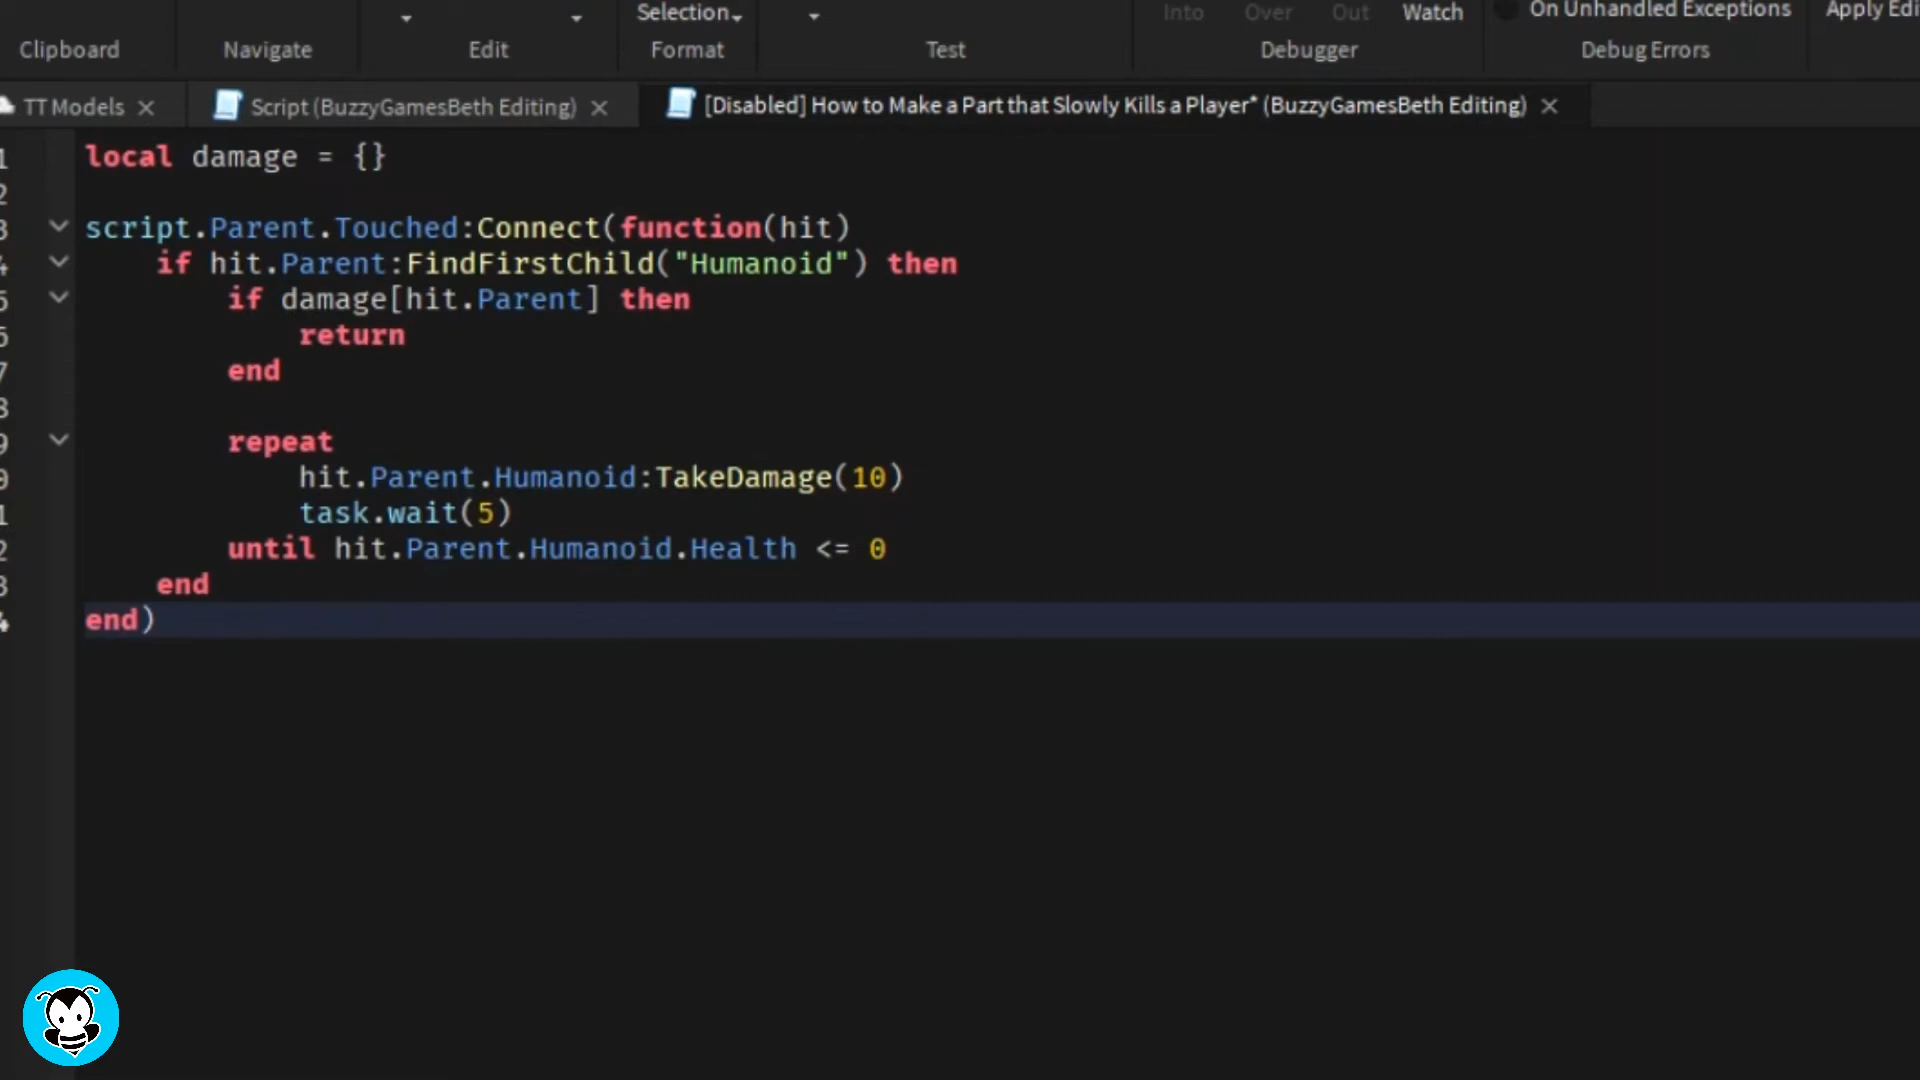 Selection
Into Over Out Watch
On Unhandled Exceptions
Clipboard Navigate Edit Format Test Debugger Debug Errors
TT Models
Script (BuzzyGamesBeth Editing)
[Disabled] How to Make a Part that Slowly Kills a Player* (BuzzyGamesBeth Editing)
local damage = {}
script.Parent.Touched:Connect(function(hit)
if hit.Parent:FindFirstChild("Humanoid") then
if damage[hit.Parent] then
return
end
repeat
hit.Parent.Humanoid:TakeDamage(10)
task.wait(5)
until hit.Parent.Humanoid.Health <= 0
end
end)